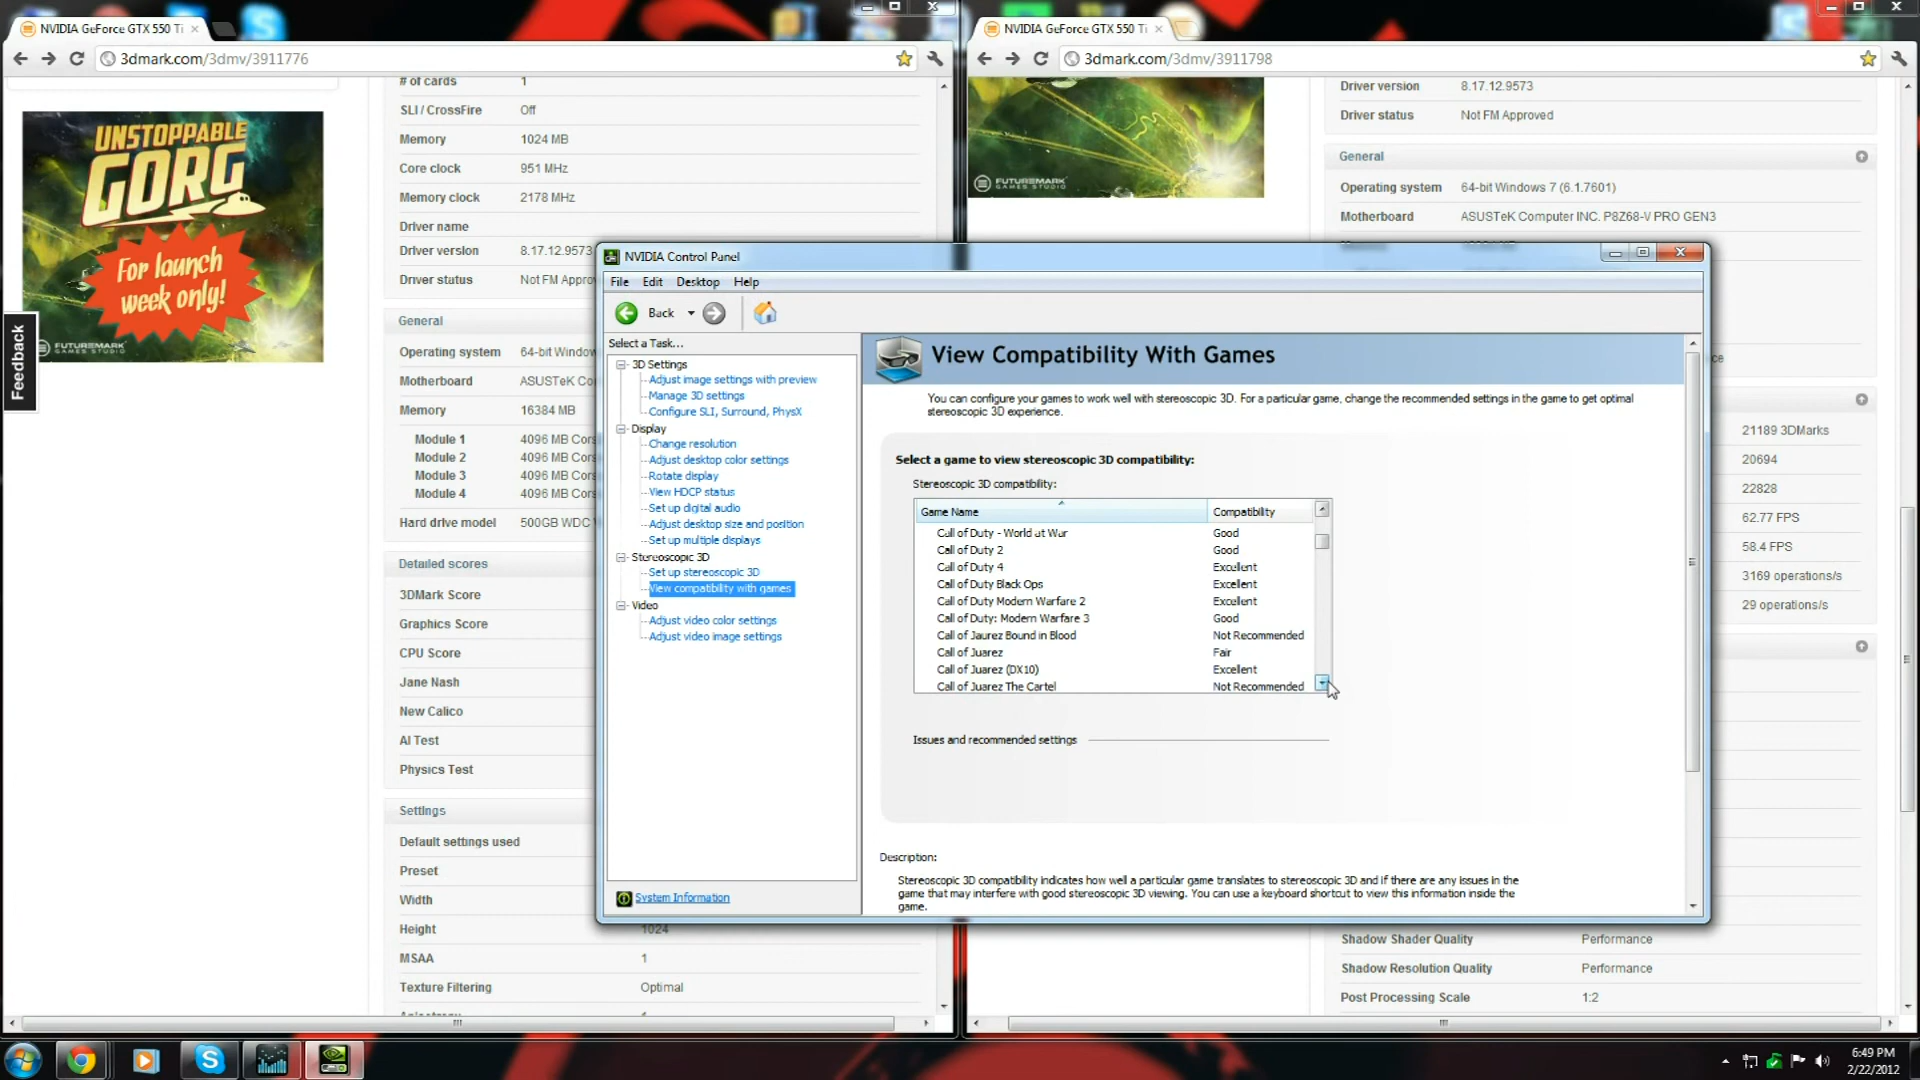 NVIDIA GeForce GTX 550 Ti
3dmark.com/3dmv/3911776
UNSTOPPABLE
GORG
For launch
week only!
FUTUREMARK
GAMES STUDIO
Feedback
# of cards 1
SLI / CrossFire Off
Memory 1024 MB
Core clock 951 MHz
Memory clock 2178 MHz
Driver name
Driver version 8.17.12.9573
Driver status Not FM Appro
General
Operating system 64-bit Window
Motherboard ASUSTeK Co
Memory 16384 MB
Module 1 4096 MB Cors
Module 2 4096 MB Cors
Module 3 4096 MB Cors
Module 4 4096 MB Cors
Hard drive model 500GB WDC
Detailed scores
3DMark Score
Graphics Score
CPU Score
Jane Nash
New Calico
AI Test
Physics Test
Settings
Default settings used
Preset
Width
Height 1024
MSAA 1
Texture Filtering Optimal
NVIDIA GeForce GTX 550 Ti
3dmark.com/3dmv/3911798
FUTUREMARK
GAMES STUDIO
Driver version 8.17.12.9573
Driver status Not FM Approved
General
Operating system 64-bit Windows 7 (6.1.7601)
Motherboard ASUSTeK Computer INC. P8Z68-V PRO GEN3
ce
21189 3DMarks
20694
22828
62.77 FPS
58.4 FPS
3169 operations/s
29 operations/s
Shadow Shader Quality Performance
Shadow Resolution Quality Performance
Post Processing Scale 1:2
NVIDIA Control Panel
File Edit Desktop Help
Back
Select a Task...
3D Settings
Adjust image settings with preview
Manage 3D settings
Configure SLI, Surround, PhysX
Display
Change resolution
Adjust desktop color settings
Rotate display
View HDCP status
Set up digital audio
Adjust desktop size and position
Set up multiple displays
Stereoscopic 3D
Set up stereoscopic 3D
View compatibility with games
Video
Adjust video color settings
Adjust video image settings
System Information
View Compatibility With Games
You can configure your games to work well with stereoscopic 3D. For a particular game, change the recommended settings in the game to get optimal
stereoscopic 3D experience.
Select a game to view stereoscopic 3D compatibility:
Stereoscopic 3D compatibility:
Game Name Compatibility
Call of Duty - World at War Good
Call of Duty 2 Good
Call of Duty 4 Excellent
Call of Duty Black Ops Excellent
Call of Duty Modern Warfare 2 Excellent
Call of Duty: Modern Warfare 3 Good
Call of Jaurez Bound in Blood Not Recommended
Call of Juarez Fair
Call of Juarez (DX10) Excellent
Call of Juarez The Cartel Not Recommended
Issues and recommended settings
Description:
Stereoscopic 3D compatibility indicates how well a particular game translates to stereoscopic 3D and if there are any issues in the
game that may interfere with good stereoscopic 3D viewing. You can use a keyboard shortcut to view this information inside the
game.
6:49 PM
2/22/2012